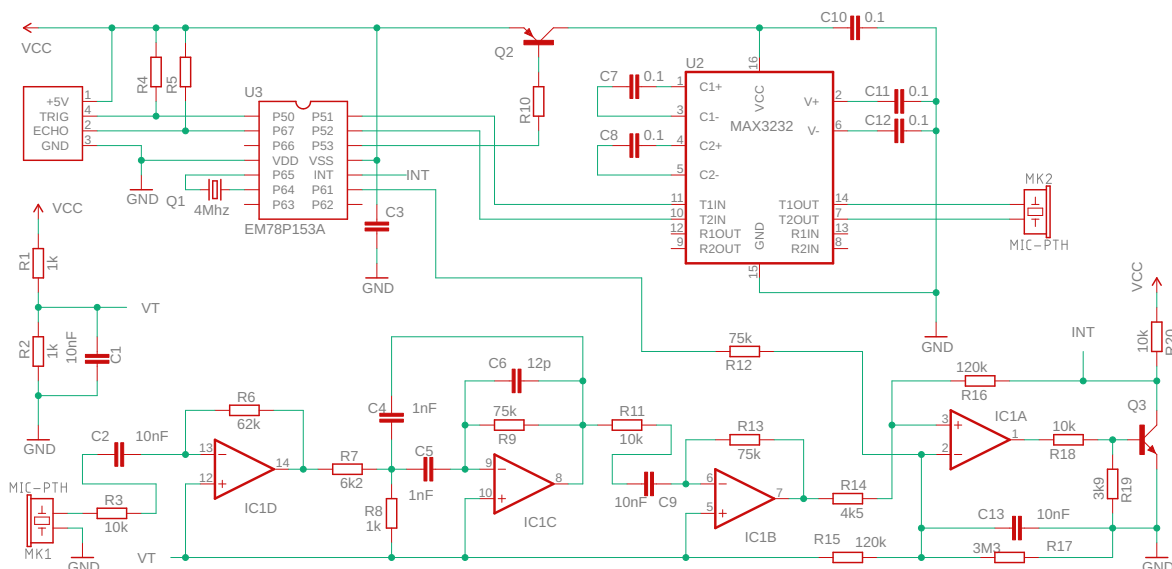 VCC
R4
R5
Q2
R10
C10 0.1
+5V 1
TRIG 4
ECHO 2
GND 3
GND
U3
P50
P67
P66
VDD
P65
P64
P63
P51
P52
P53
VSS
INT
P61
P62
EM78P153A
INT
Q1
4Mhz
C3
GND
U2
MAX3232
C7 0.1
C8 0.1
1 C1+
3 C1-
4 C2+
5 C2-
11 T1IN
10 T2IN
12 R1OUT
9 R2OUT
16
VCC
GND
15
V+ 2
V- 6
T1OUT 14
T2OUT 7
R1IN 13
R2IN 8
C11 0.1
C12 0.1
MK2
MIC-PTH
GND
VCC
R1
1k
VT
R2
1k
10nF
C1
GND
C2 10nF
MIC-PTH
MK1
R3
10k
GND
VT
R6
62k
13
12
14
IC1D
R7
6k2
C4 1nF
R8
1k
C5
1nF
C6 12p
75k
R9
9
10
8
IC1C
R11
10k
10nF C9
R13
75k
6
5
7
IC1B
R14
4k5
75k
R12
R15 120k
120k
R16
3
2
1
IC1A
INT
VCC
10k
R20
Q3
10k
R18
3k9
R19
C13 10nF
3M3 R17
GND